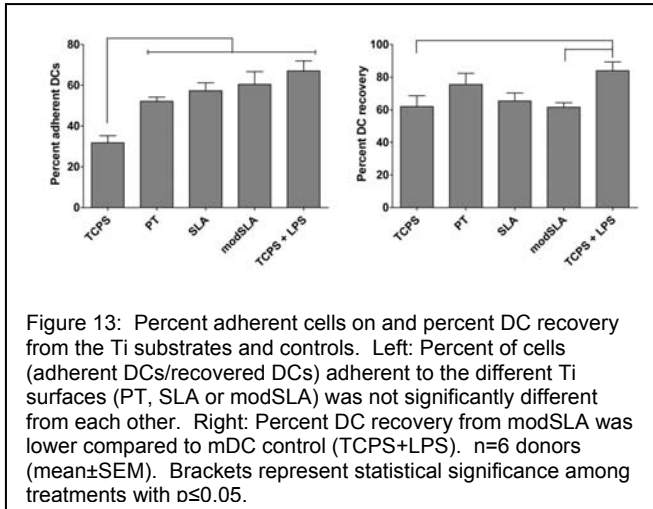 Percent adherent DCs
80
60
40
20
0
TCPS
PT
SLA
modSLA
TCPS + LPS
Percent DC recovery
100
80
60
40
20
0
TCPS
PT
SLA
modSLA
TCPS + LPS
Figure 13: Percent adherent cells on and percent DC recovery
from the Ti substrates and controls. Left: Percent of cells
(adherent DCs/recovered DCs) adherent to the different Ti
surfaces (PT, SLA or modSLA) was not significantly different
from each other. Right: Percent DC recovery from modSLA was
lower compared to mDC control (TCPS+LPS). n=6 donors
(mean±SEM). Brackets represent statistical significance among
treatments with p≤0.05.